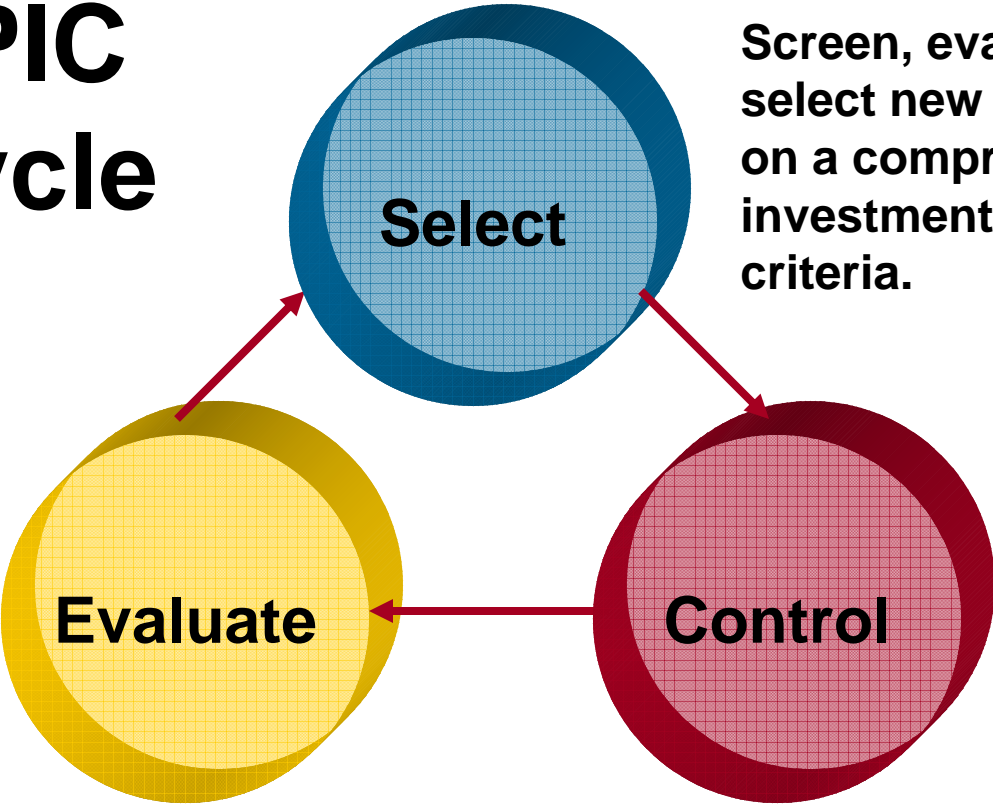 PIC
ycle
Screen, eva
select new
on a compr
investment
criteria.
Select
Evaluate
Control